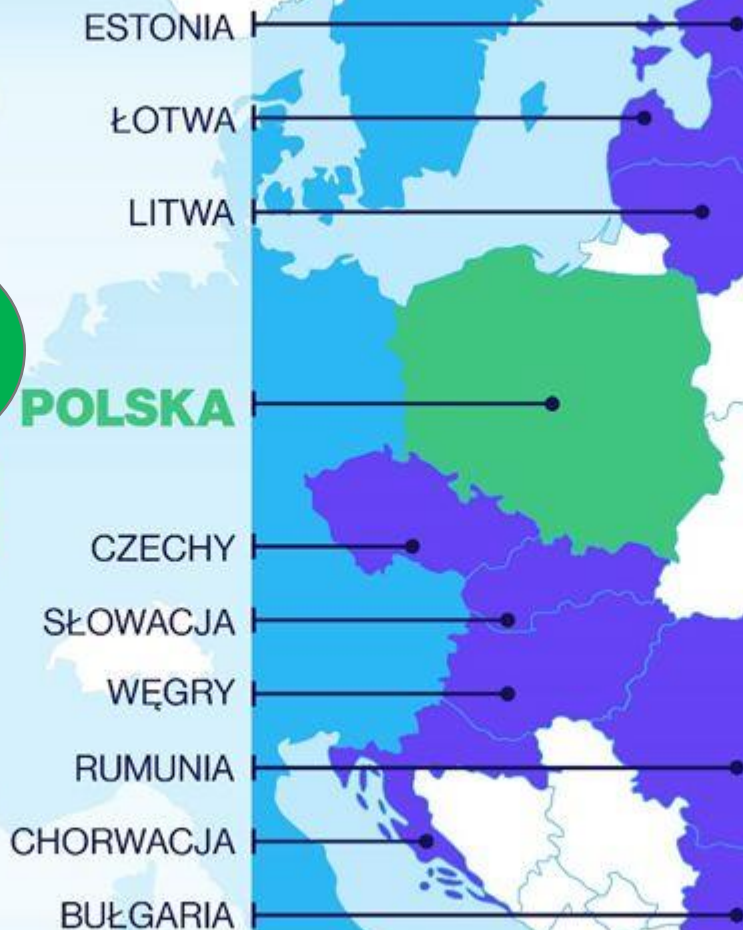 ESTONIA
ŁOTWA
LITWA
POLSKA
CZECHY
SŁOWACJA
WĘGRY
RUMUNIA
CHORWACJA
BUŁGARIA